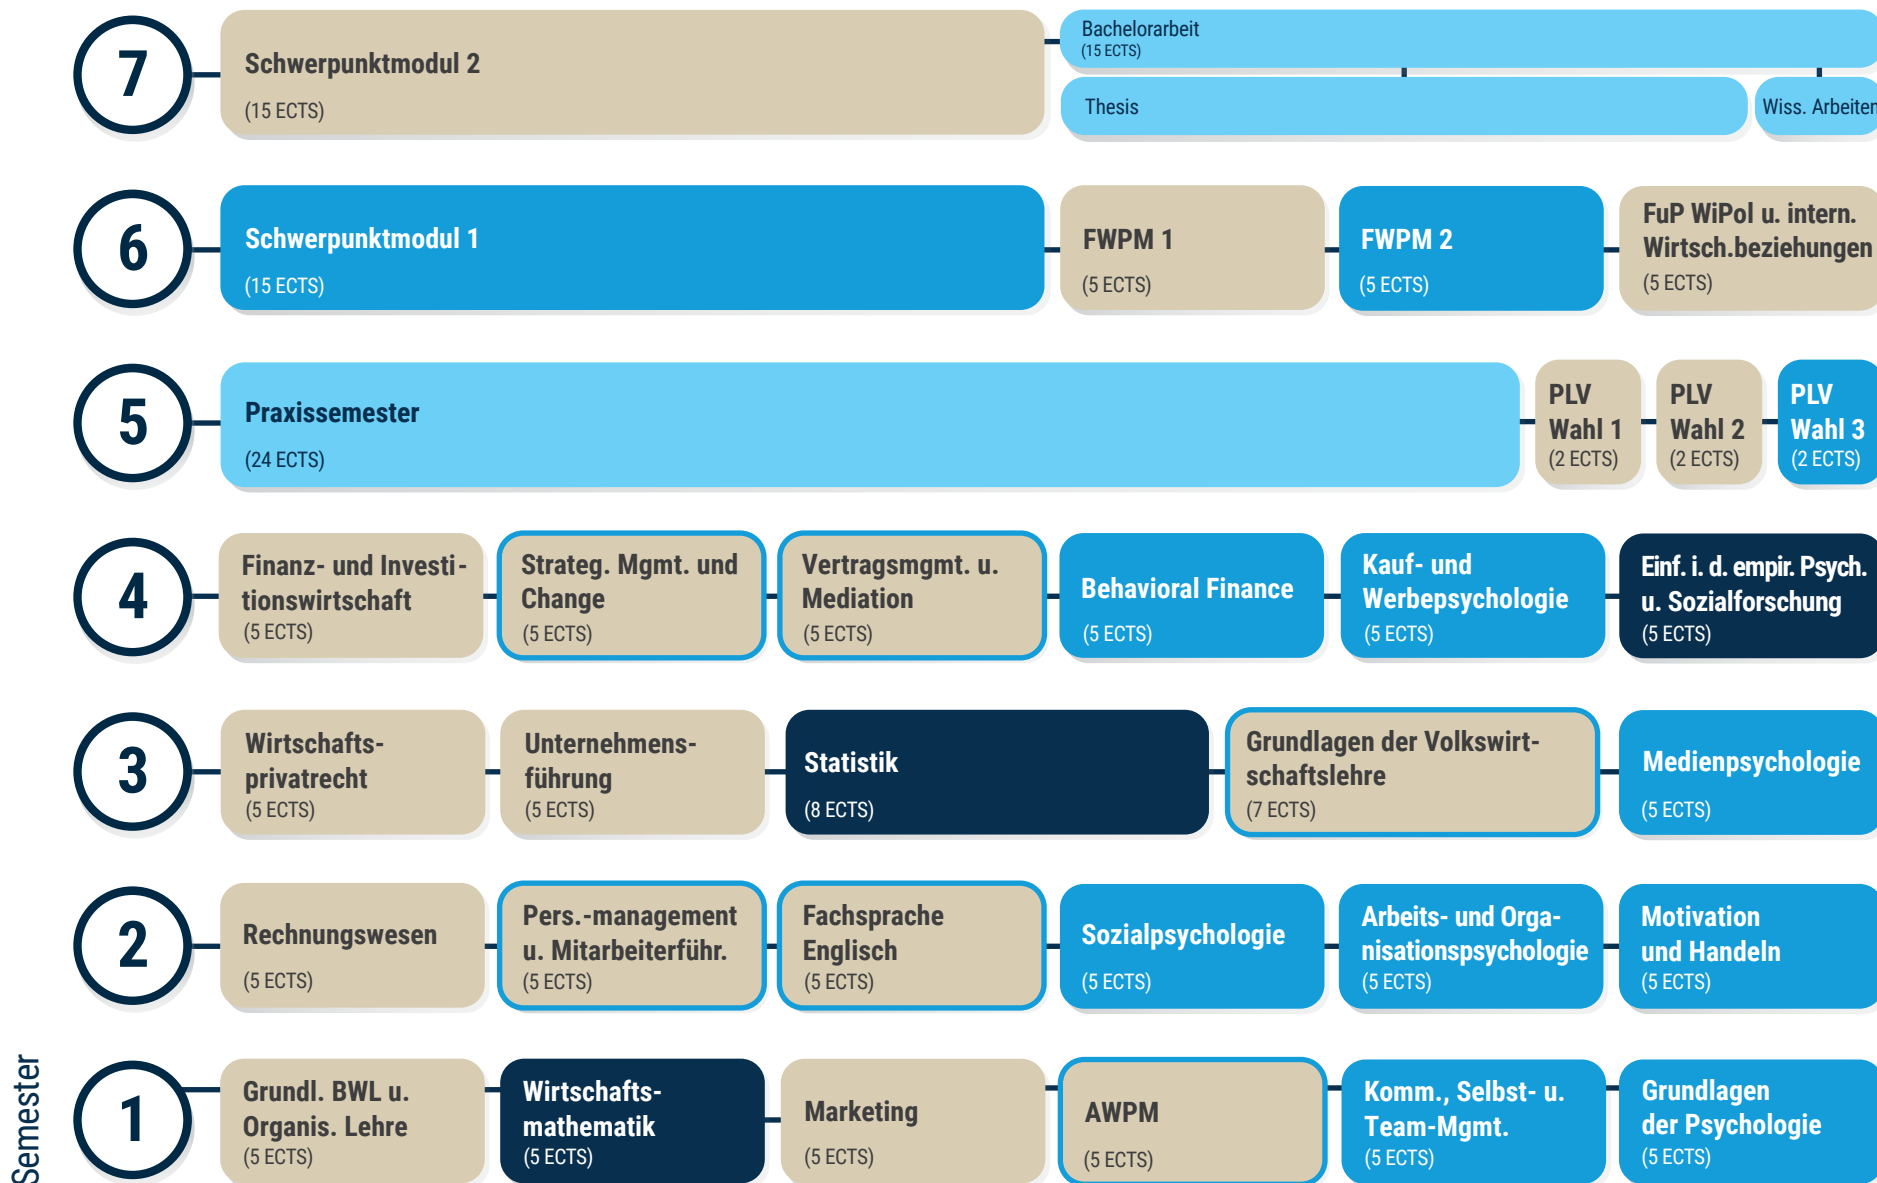 7
Schwerpunktmodul 2
(15 ECTS)
Bachelorarbeit
(15 ECTS)
Thesis
Wiss. Arbeiten
6
Schwerpunktmodul 1
(15 ECTS)
FWPM 1
(5 ECTS)
FWPM 2
(5 ECTS)
FuP WiPol u. intern.
Wirtsch.beziehungen
(5 ECTS)
5
Praxissemester
(24 ECTS)
PLV
Wahl 1
(2 ECTS)
PLV
Wahl 2
(2 ECTS)
PLV
Wahl 3
(2 ECTS)
4
Finanz- und Investi-
tionswirtschaft
(5 ECTS)
Strateg. Mgmt. und
Change
(5 ECTS)
Vertragsmgmt. u.
Mediation
(5 ECTS)
Behavioral Finance
(5 ECTS)
Kauf- und
Werbepsychologie
(5 ECTS)
Einf. i. d. empir. Psych.
u. Sozialforschung
(5 ECTS)
3
Wirtschafts-
privatrecht
(5 ECTS)
Unternehmens-
führung
(5 ECTS)
Statistik
(8 ECTS)
Grundlagen der Volkswirt-
schaftslehre
(7 ECTS)
Medienpsychologie
(5 ECTS)
2
Rechnungswesen
(5 ECTS)
Pers.-management
u. Mitarbeiterführ.
(5 ECTS)
Fachsprache
Englisch
(5 ECTS)
Sozialpsychologie
(5 ECTS)
Arbeits- und Orga-
nisationspsychologie
(5 ECTS)
Motivation
und Handeln
(5 ECTS)
Semester
1
Grundl. BWL u.
Organis. Lehre
(5 ECTS)
Wirtschafts-
mathematik
(5 ECTS)
Marketing
(5 ECTS)
AWPM
(5 ECTS)
Komm., Selbst- u.
Team-Mgmt.
(5 ECTS)
Grundlagen
der Psychologie
(5 ECTS)